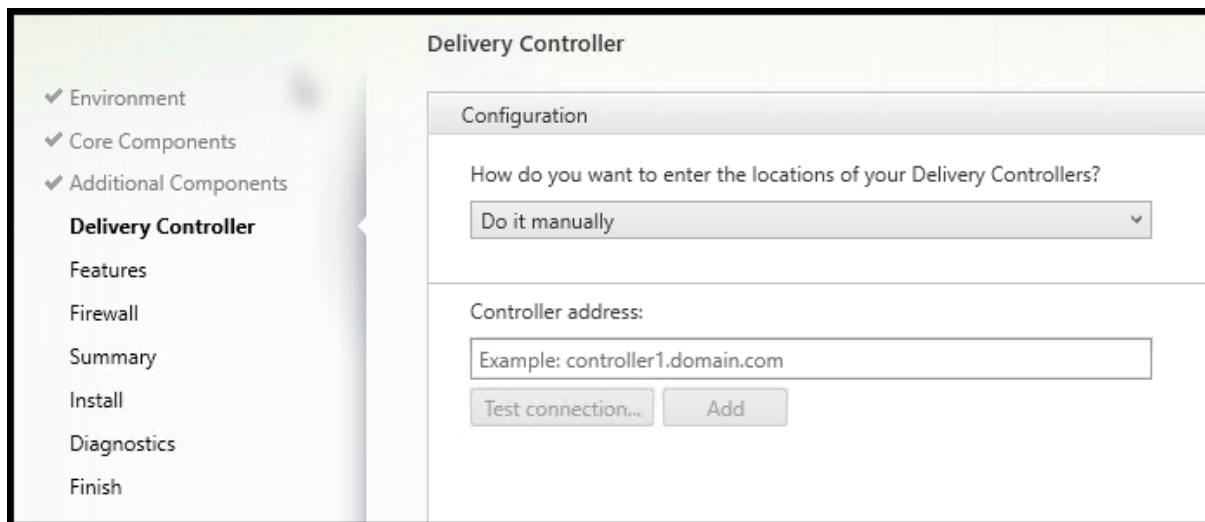 Delivery Controller
Environment
Core Components
Additional Components
Delivery Controller
Features
Firewall
Summary
Install
Diagnostics
Finish
Configuration
How do you want to enter the locations of your Delivery Controllers?
Do it manually
Controller address:
Example: controller1.domain.com
Test connection...
Add